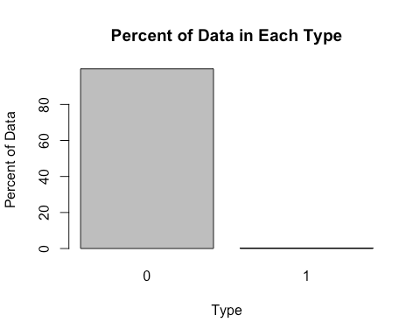 Percent of Data in Each Type
Percent of Data
80
60
40
20
0
0 1
Type